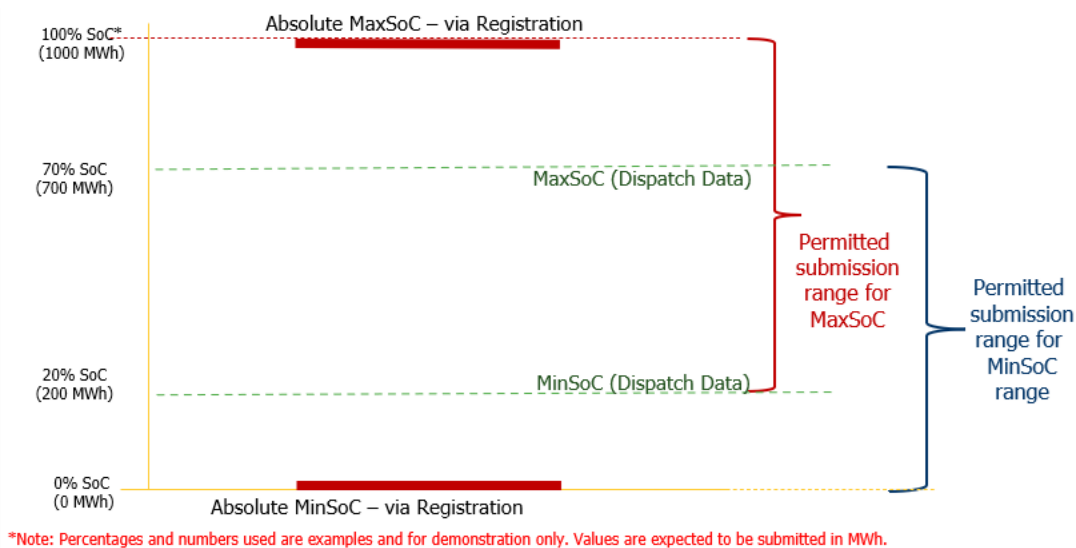 Absolute MaxSoC – via Registration
100% SoC*
(1000 MWh)
70% SoC
(700 MWh)
MaxSoC (Dispatch Data)
Permitted
submission
range for
MaxSoC
Permitted
submission
range for
MinSoC
range
20% SoC
(200 MWh)
MinSoC (Dispatch Data)
0% SoC
(0 MWh)
Absolute MinSoC – via Registration
*Note: Percentages and numbers used are examples and for demonstration only. Values are expected to be submitted in MWh.